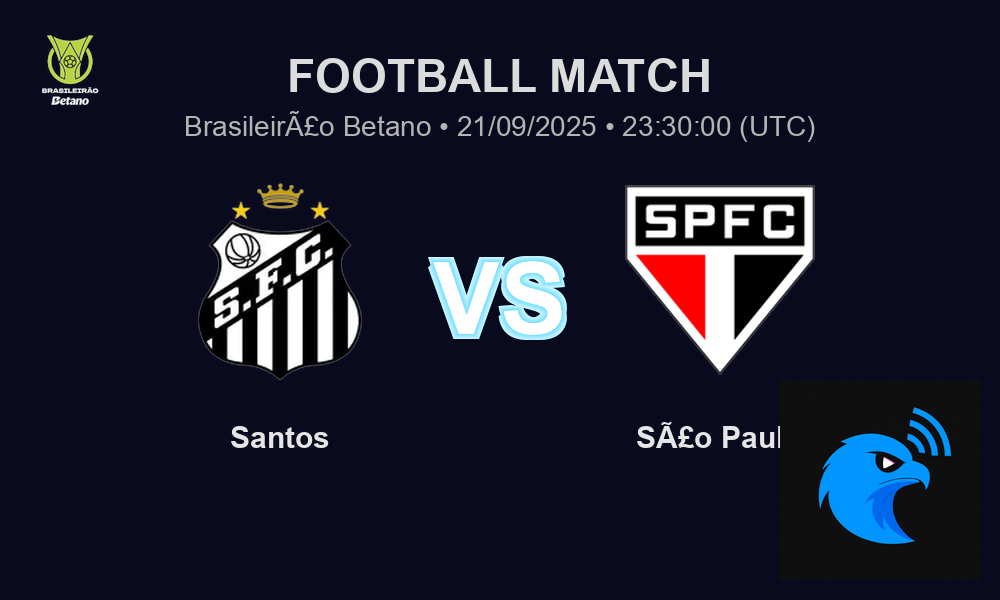 BRASILEIRÃO
Betano
FOOTBALL MATCH
BrasileirÃ£o Betano • 21/09/2025 • 23:30:00 (UTC)
S.F.C.
SPFC
VS
Santos
SÃ£o Paul